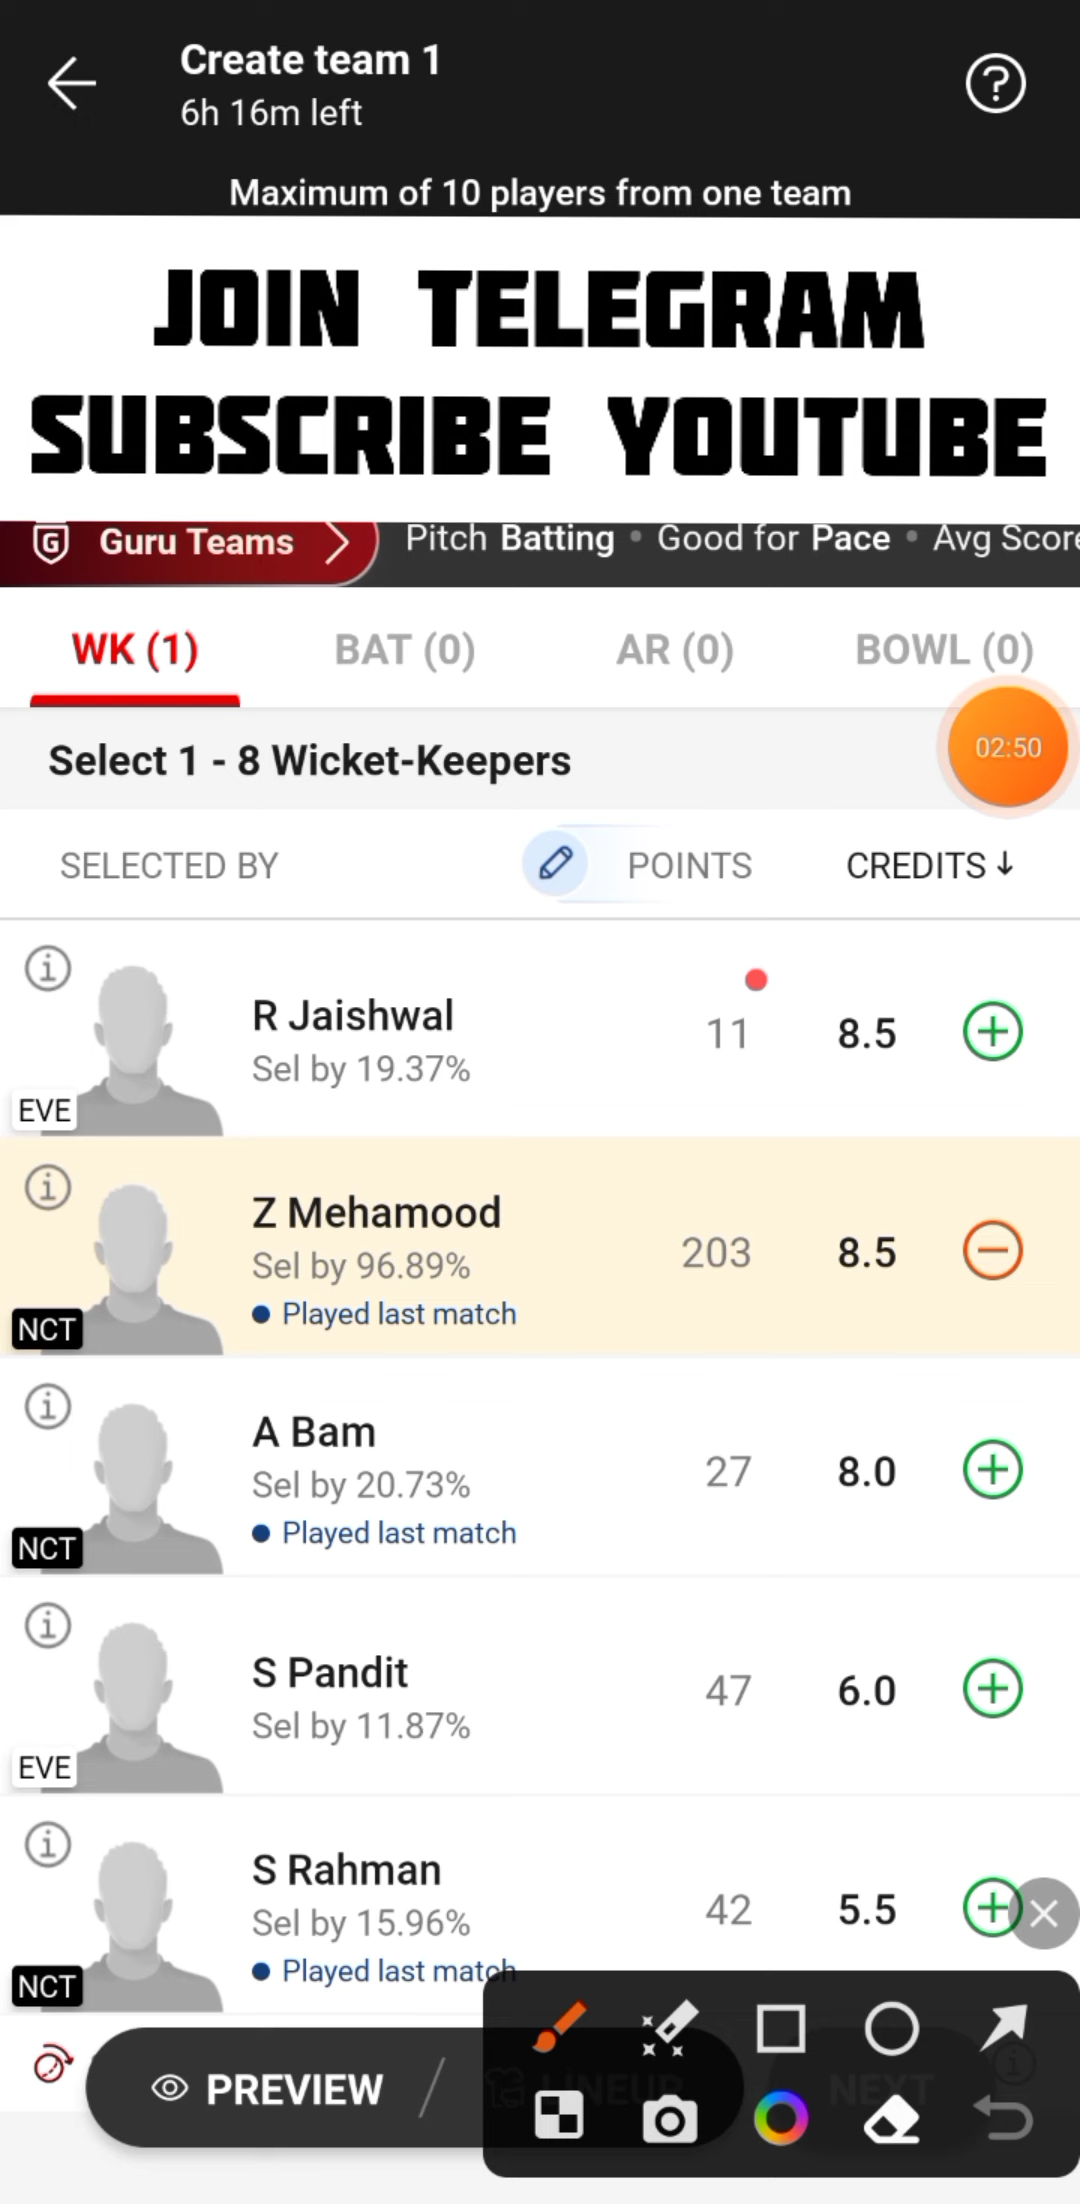 Create team 1
6h 16m left
Maximum of 10 players from one team
JOIN TELEGRAM
SUBSCRIBE YOUTUBE
G Guru Teams Pitch Batting • Good for Pace • Avg Score
WK (1) BAT (0) AR (0) BOWL (0)
Select 1 - 8 Wicket-Keepers
02:50
SELECTED BY POINTS CREDITS ↓
R Jaishwal
Sel by 19.37%
11 8.5
EVE
Z Mehamood
Sel by 96.89%
Played last match
203 8.5
NCT
A Bam
Sel by 20.73%
Played last match
27 8.0
NCT
S Pandit
Sel by 11.87%
47 6.0
EVE
S Rahman
Sel by 15.96%
Played last match
42 5.5
NCT
PREVIEW / LINEUP NEXT